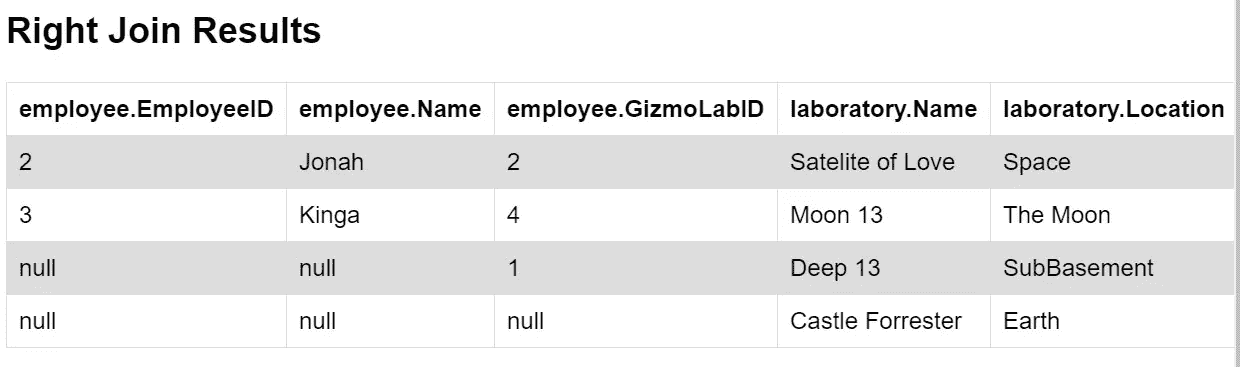 Right Join Results
employee.EmployeeID employee.Name employee.GizmoLabID laboratory.Name laboratory.Location
2 Jonah 2 Satelite of Love Space
3 Kinga 4 Moon 13 The Moon
null null 1 Deep 13 SubBasement
null null null Castle Forrester Earth